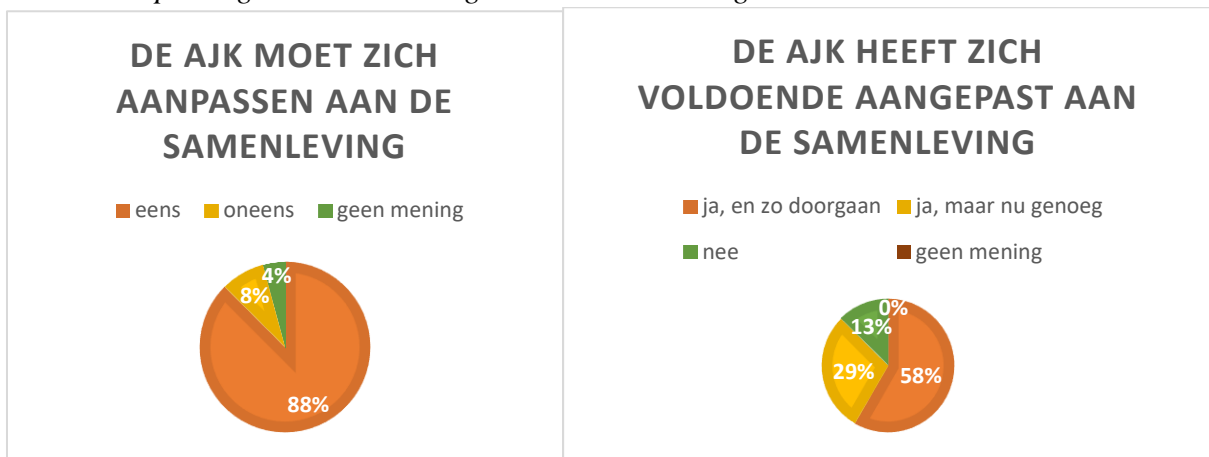 DE AJK MOET ZICH
AANPASSEN AAN DE
SAMENLEVING
eens oneens geen mening
4%
8%
88%
DE AJK HEEFT ZICH
VOLDOENDE AANGEPAST AAN
DE SAMENLEVING
ja, en zo doorgaan ja, maar nu genoeg
nee geen mening
0%
13%
29% 58%